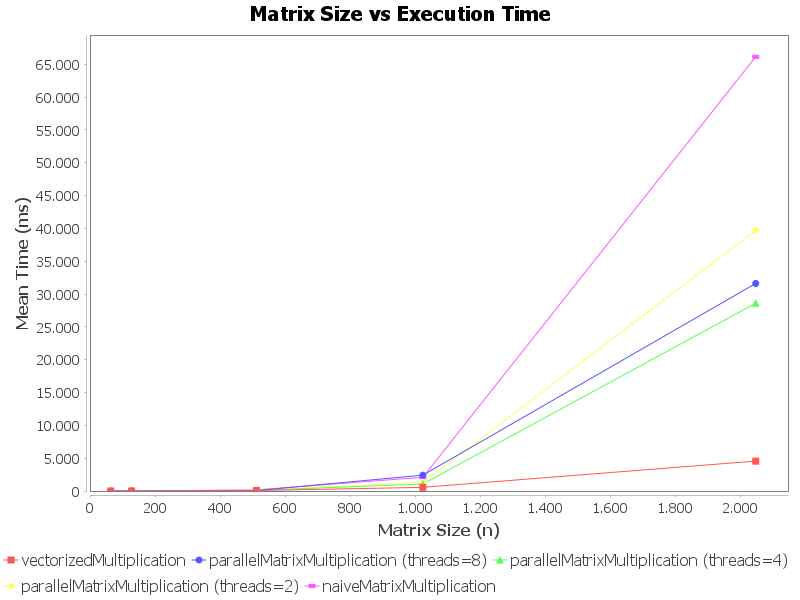 Matrix Size vs Execution Time
65.000
60.000
55.000
50.000
45.000
40.000
35.000
30.000
25.000
20.000
15.000
10.000
5.000
0
Mean Time (ms)
0 200 400 600 800 1.000 1.200 1.400 1.600 1.800 2.000
Matrix Size (n)
vectorizedMultiplication parallelMatrixMultiplication (threads=8) parallelMatrixMultiplication (threads=4)
parallelMatrixMultiplication (threads=2) naiveMatrixMultiplication